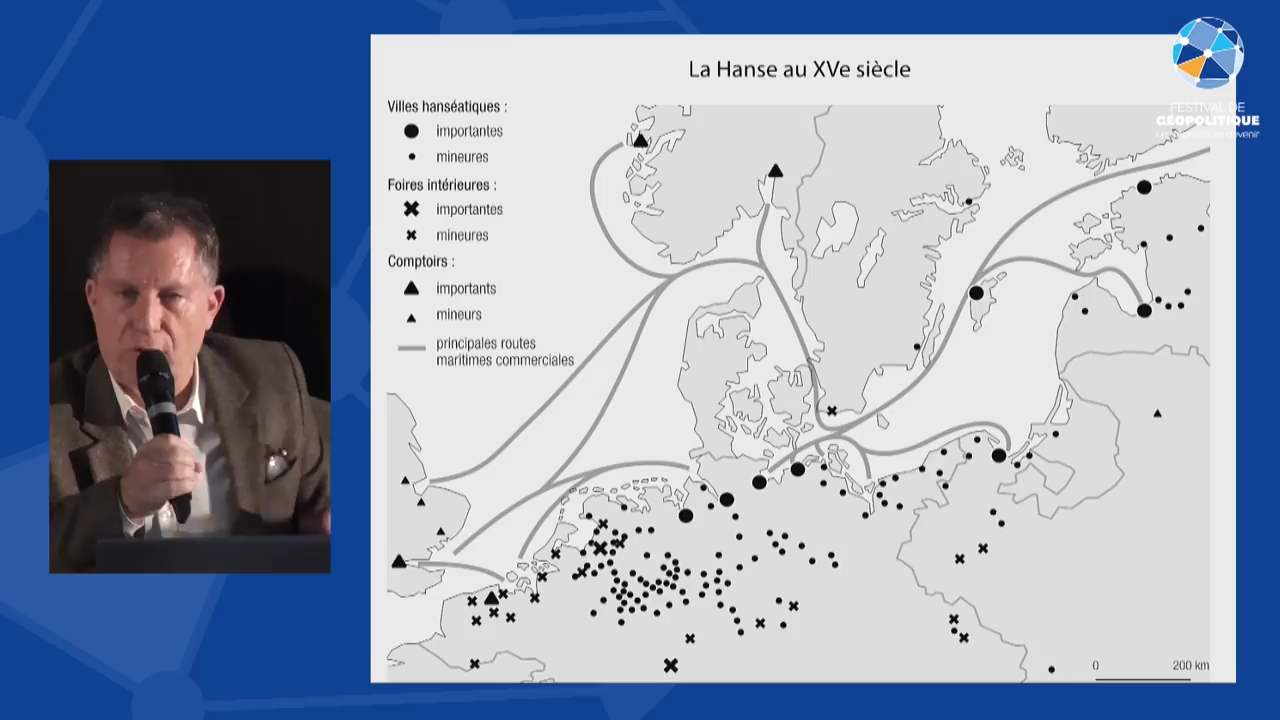 La Hanse au XVe siècle
FESTIVAL DE
GÉOPOLITIQUE
Villes hanséatiques :
importantes
mineures
Foires intérieures :
importantes
mineures
Comptoirs :
importants
mineurs
principales routes
maritimes commerciales
0 200 km